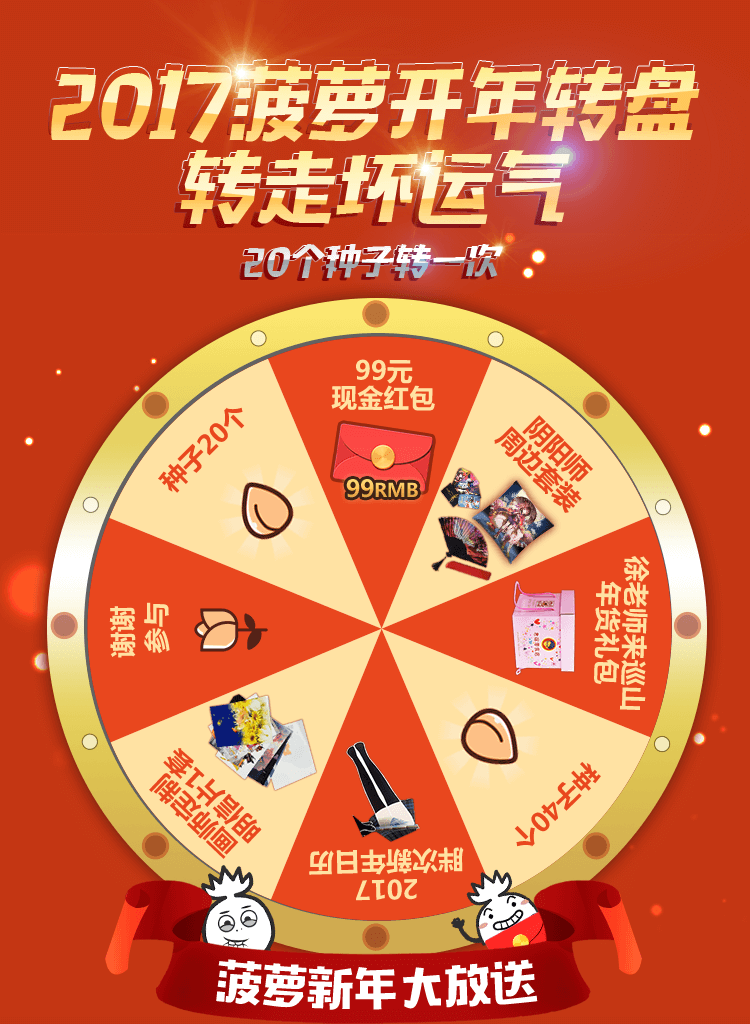 2017菠萝开年转盘
转走坏运气
20个种子转一次
99元
现金红包
99RMB
阴阳师
周边套装
徐老师来巡山
年货礼包
种子40个
2017
胖次新年日历
画师定制
明信片1套
谢谢
参与
种子20个
菠萝新年大放送